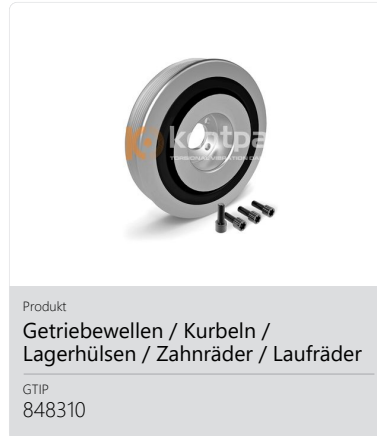 Produkt
Getriebewellen / Kurbeln /
Lagerhülsen / Zahnräder / Laufräder
GTIP
848310